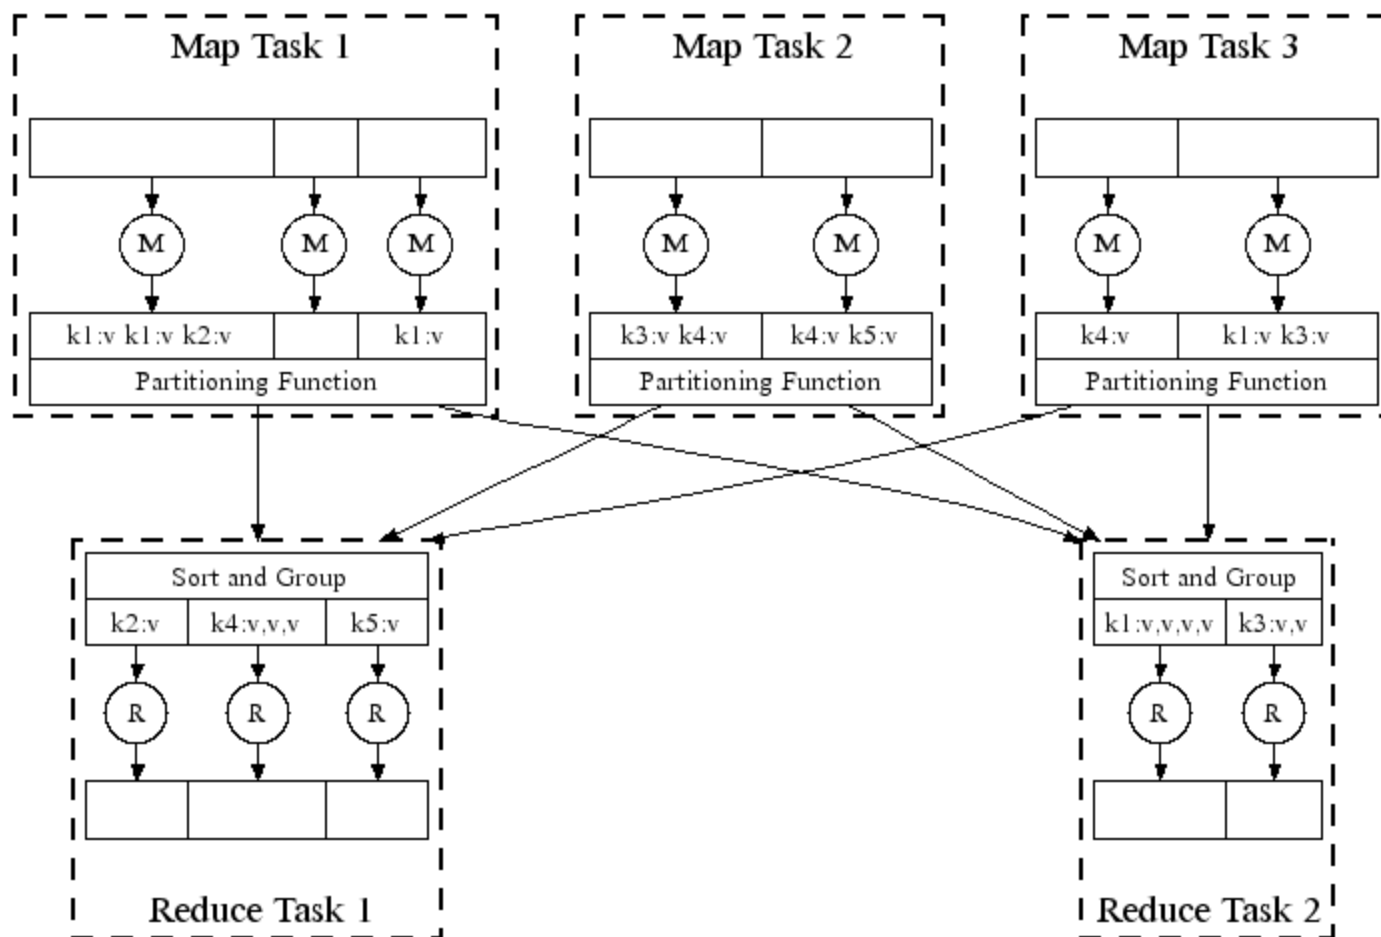 Map Task 1
Map Task 2
Map Task 3
M
M
M
M
M
M
M
k1:v k1:v k2:v
k1:v
k3:v k4:v
k4:v k5:v
k4:v
k1:v k3:v
Partitioning Function
Partitioning Function
Partitioning Function
Sort and Group
Sort and Group
k2:v
k4:v,v,v
k5:v
k1:v,v,v,v
k3:v,v
R
R
R
R
R
Reduce Task 1
Reduce Task 2